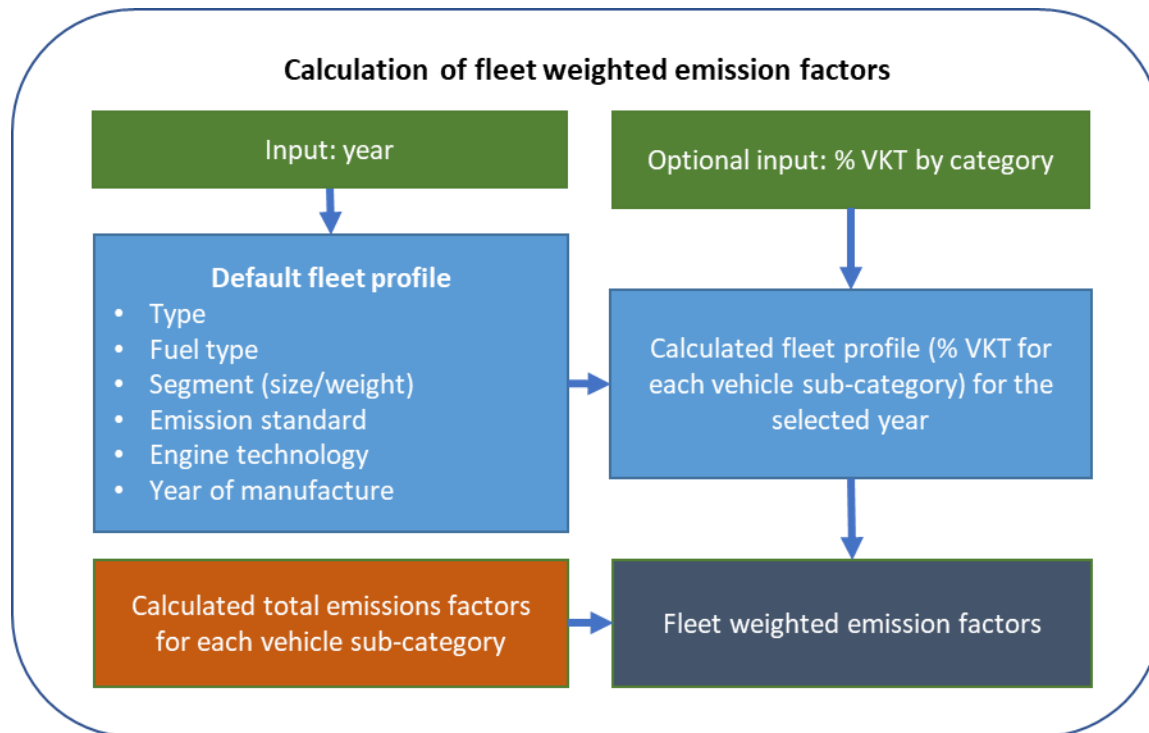 Calculation of fleet weighted emission factors
Input: year
Optional input: % VKT by category
Default fleet profile
• Type
• Fuel type
• Segment (size/weight)
• Emission standard
• Engine technology
• Year of manufacture
Calculated fleet profile (% VKT for
each vehicle sub-category) for the
selected year
Calculated total emissions factors
for each vehicle sub-category
Fleet weighted emission factors